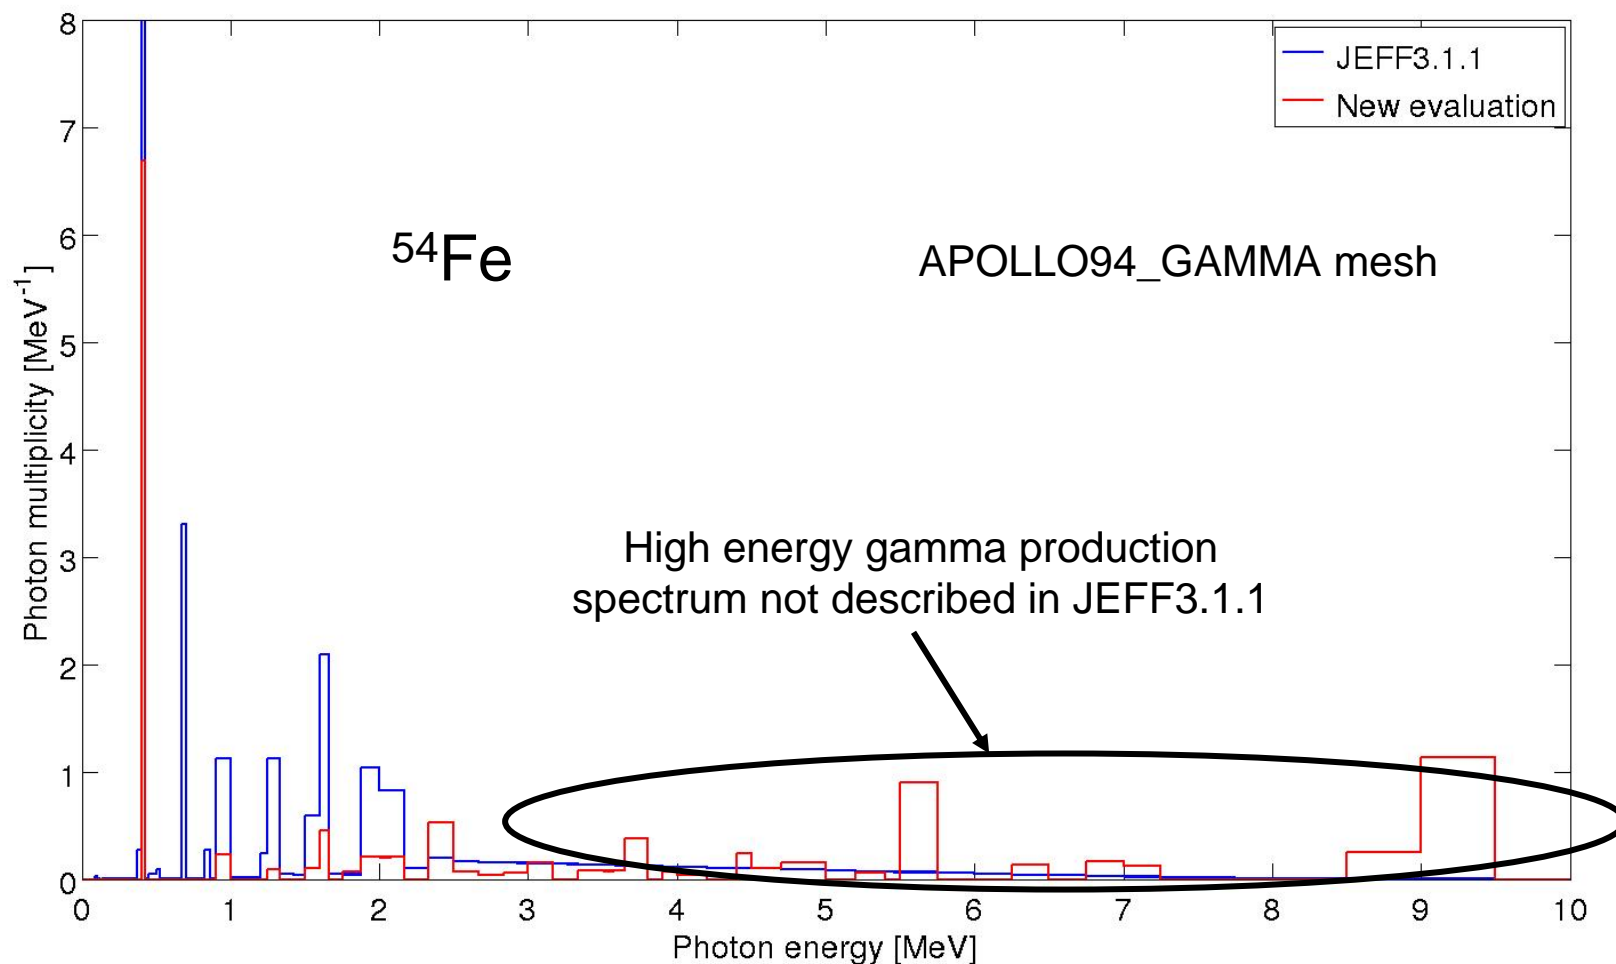 8
7
6
5
4
3
2
1
0
Photon multiplicity [MeV⁻¹]
JEFF3.1.1
New evaluation
⁵⁴Fe
APOLLO94_GAMMA mesh
High energy gamma production
spectrum not described in JEFF3.1.1
0 1 2 3 4 5 6 7 8 9 10
Photon energy [MeV]